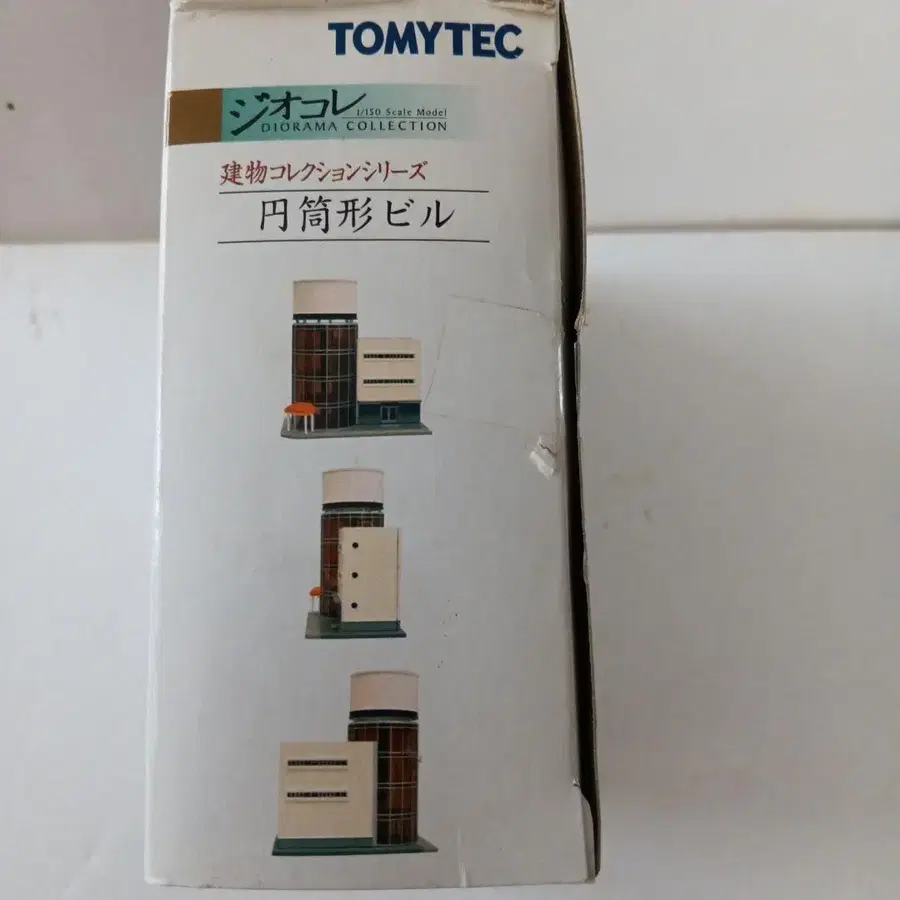 TOMYTEC
ジオコレ
1/150 Scale Model
DIORAMA COLLECTION
建物コレクションシリーズ
円筒形ビル